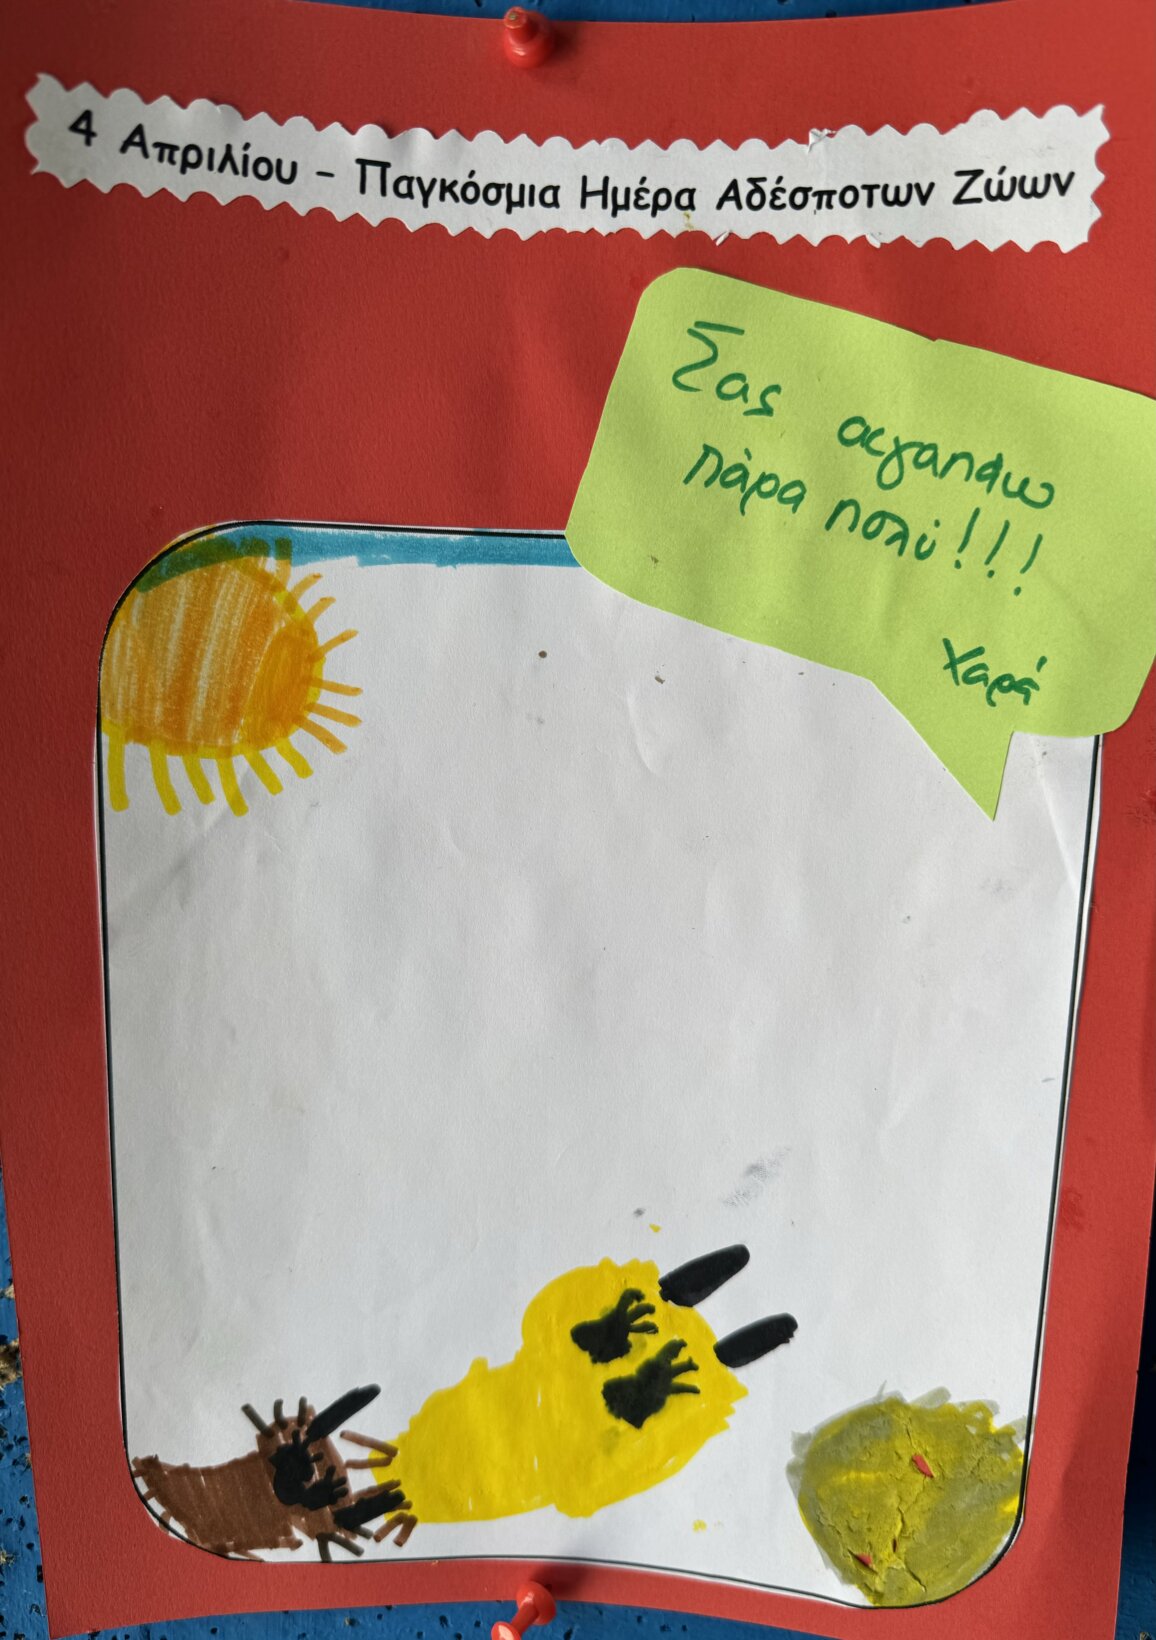 4 Απριλίου - Παγκόσμια Ημέρα Αδέσποτων Ζώων
Σας αγαπάω
πάρα πολύ!!!
Χαρά